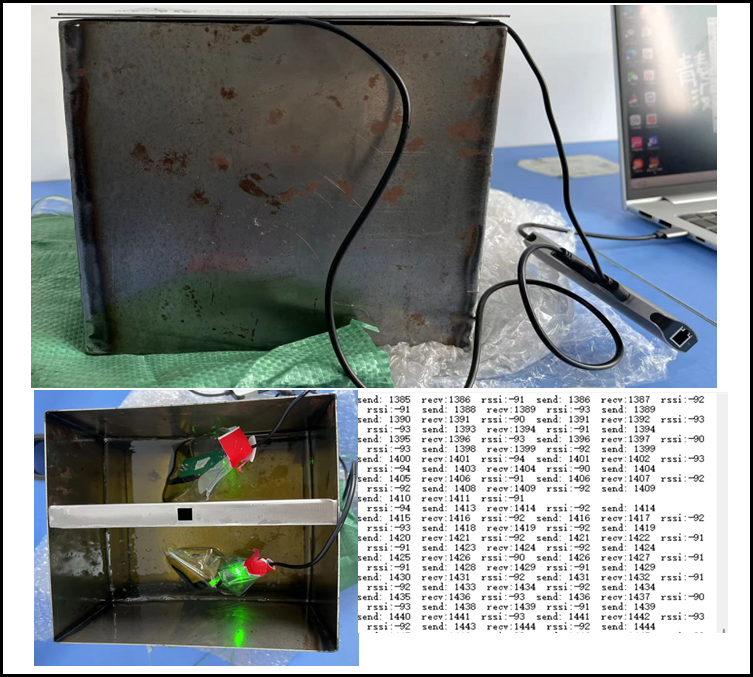 send: 1385 recv:1386 rssi:-91 send: 1386 recv:1387 rssi:-92
rssi:-91 send: 1388 recv:1389 rssi:-93 send: 1389
send: 1390 recv:1391 rssi:-90 send: 1391 recv:1392 rssi:-93
rssi:-93 send: 1393 recv:1394 rssi:-91 send: 1394
send: 1395 recv:1396 rssi:-93 send: 1396 recv:1397 rssi:-90
rssi:-93 send: 1398 recv:1399 rssi:-92 send: 1399
send: 1400 recv:1401 rssi:-94 send: 1401 recv:1402 rssi:-93
rssi:-94 send: 1403 recv:1404 rssi:-90 send: 1404
send: 1405 recv:1406 rssi:-91 send: 1406 recv:1407 rssi:-92
rssi:-92 send: 1408 recv:1409 rssi:-92 send: 1409
send: 1410 recv:1411 rssi:-91
rssi:-94 send: 1413 recv:1414 rssi:-92 send: 1414
send: 1415 recv:1416 rssi:-92 send: 1416 recv:1417 rssi:-92
rssi:-93 send: 1418 recv:1419 rssi:-92 send: 1419
send: 1420 recv:1421 rssi:-92 send: 1421 recv:1422 rssi:-91
rssi:-91 send: 1423 recv:1424 rssi:-92 send: 1424
send: 1425 recv:1426 rssi:-90 send: 1426 recv:1427 rssi:-91
rssi:-91 send: 1428 recv:1429 rssi:-91 send: 1429
send: 1430 recv:1431 rssi:-92 send: 1431 recv:1432 rssi:-91
rssi:-92 send: 1433 recv:1434 rssi:-92 send: 1434
send: 1435 recv:1436 rssi:-93 send: 1436 recv:1437 rssi:-90
rssi:-93 send: 1438 recv:1439 rssi:-91 send: 1439
send: 1440 recv:1441 rssi:-93 send: 1441 recv:1442 rssi:-93
rssi:-92 send: 1443 recv:1444 rssi:-92 send: 1444